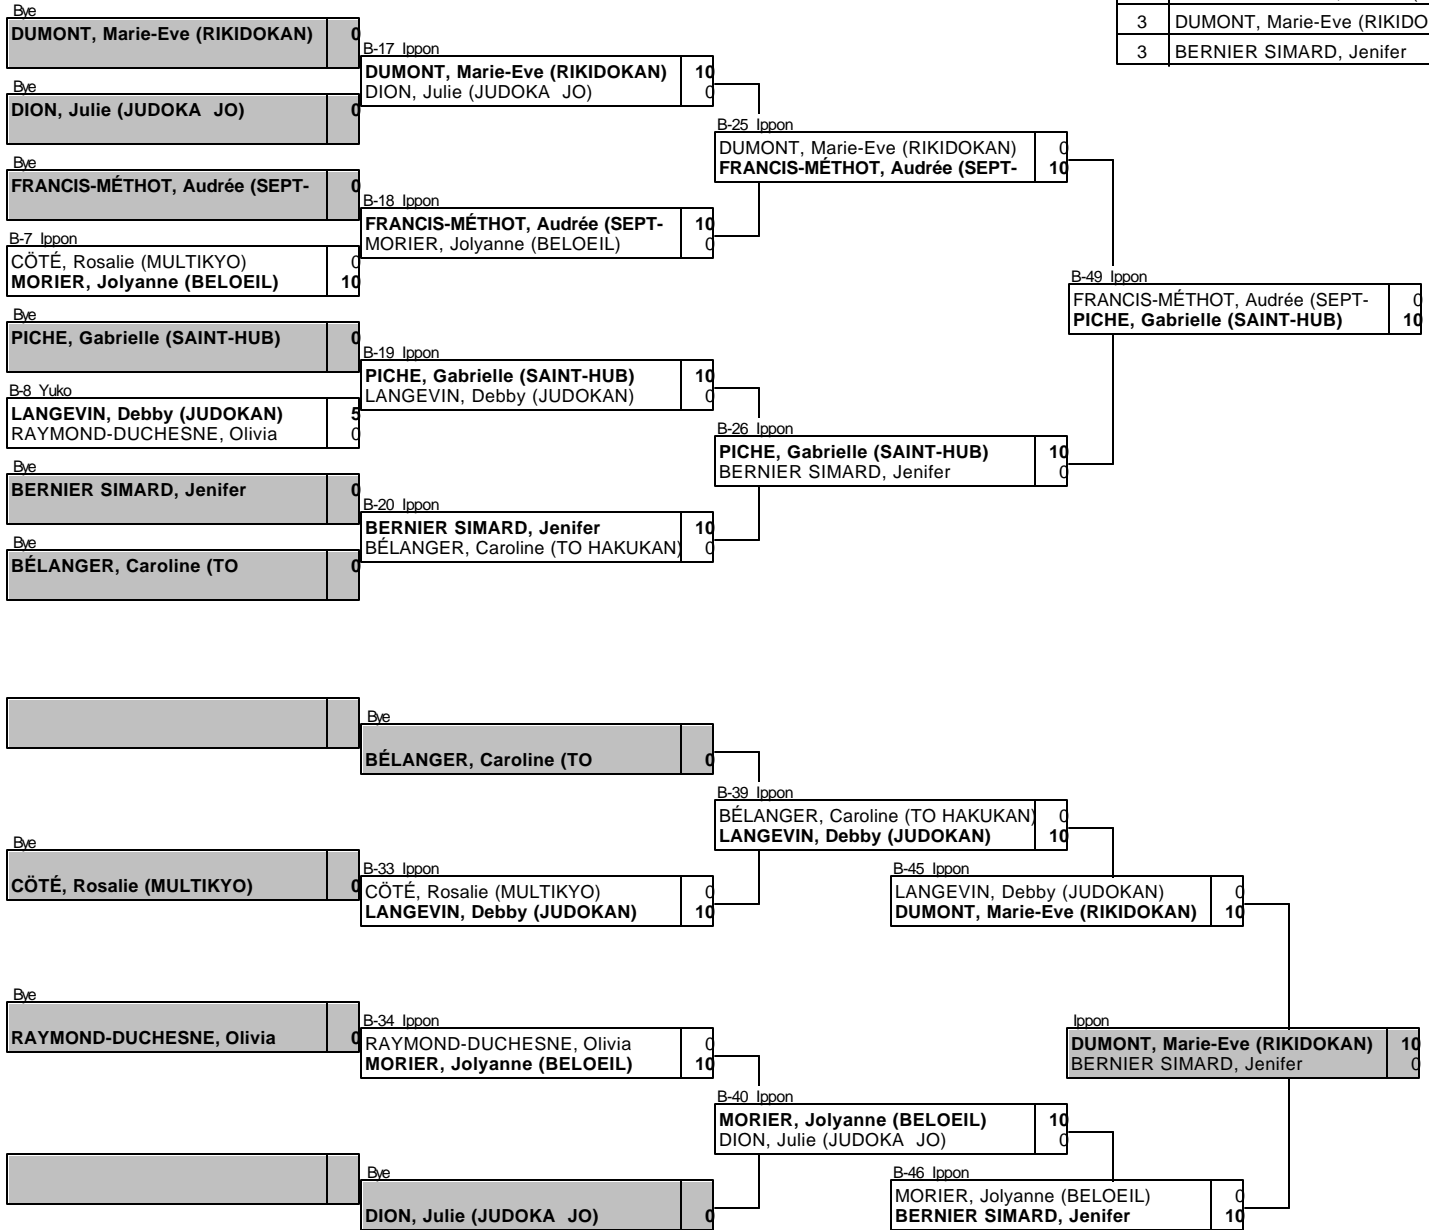 Bye
DUMONT, Marie-Eve (RIKIDOKAN) 0
Bye
DION, Julie (JUDOKA JO) 0
Bye
FRANCIS-MÉTHOT, Audrée (SEPT- 0
B-7 Ippon
CÖTÉ, Rosalie (MULTIKYO) 0
MORIER, Jolyanne (BELOEIL) 10
Bye
PICHE, Gabrielle (SAINT-HUB) 0
B-8 Yuko
LANGEVIN, Debby (JUDOKAN) 5
RAYMOND-DUCHESNE, Olivia 0
Bye
BERNIER SIMARD, Jenifer 0
Bye
BÉLANGER, Caroline (TO 0
B-17 Ippon
DUMONT, Marie-Eve (RIKIDOKAN) 10
DION, Julie (JUDOKA JO) 0
B-18 Ippon
FRANCIS-MÉTHOT, Audrée (SEPT- 10
MORIER, Jolyanne (BELOEIL) 0
B-19 Ippon
PICHE, Gabrielle (SAINT-HUB) 10
LANGEVIN, Debby (JUDOKAN) 0
B-20 Ippon
BERNIER SIMARD, Jenifer 10
BÉLANGER, Caroline (TO HAKUKAN) 0
B-25 Ippon
DUMONT, Marie-Eve (RIKIDOKAN) 0
FRANCIS-MÉTHOT, Audrée (SEPT- 10
B-26 Ippon
PICHE, Gabrielle (SAINT-HUB) 10
BERNIER SIMARD, Jenifer 0
B-49 Ippon
FRANCIS-MÉTHOT, Audrée (SEPT- 0
PICHE, Gabrielle (SAINT-HUB) 10
3 DUMONT, Marie-Eve (RIKIDO
3 BERNIER SIMARD, Jenifer
Bye
BÉLANGER, Caroline (TO 0
Bye
CÖTÉ, Rosalie (MULTIKYO) 0
B-33 Ippon
CÖTÉ, Rosalie (MULTIKYO) 0
LANGEVIN, Debby (JUDOKAN) 10
B-39 Ippon
BÉLANGER, Caroline (TO HAKUKAN) 0
LANGEVIN, Debby (JUDOKAN) 10
B-45 Ippon
LANGEVIN, Debby (JUDOKAN) 0
DUMONT, Marie-Eve (RIKIDOKAN) 10
Bye
RAYMOND-DUCHESNE, Olivia 0
B-34 Ippon
RAYMOND-DUCHESNE, Olivia 0
MORIER, Jolyanne (BELOEIL) 10
Bye
DION, Julie (JUDOKA JO) 0
B-40 Ippon
MORIER, Jolyanne (BELOEIL) 10
DION, Julie (JUDOKA JO) 0
B-46 Ippon
MORIER, Jolyanne (BELOEIL) 0
BERNIER SIMARD, Jenifer 10
Ippon
DUMONT, Marie-Eve (RIKIDOKAN) 10
BERNIER SIMARD, Jenifer 0